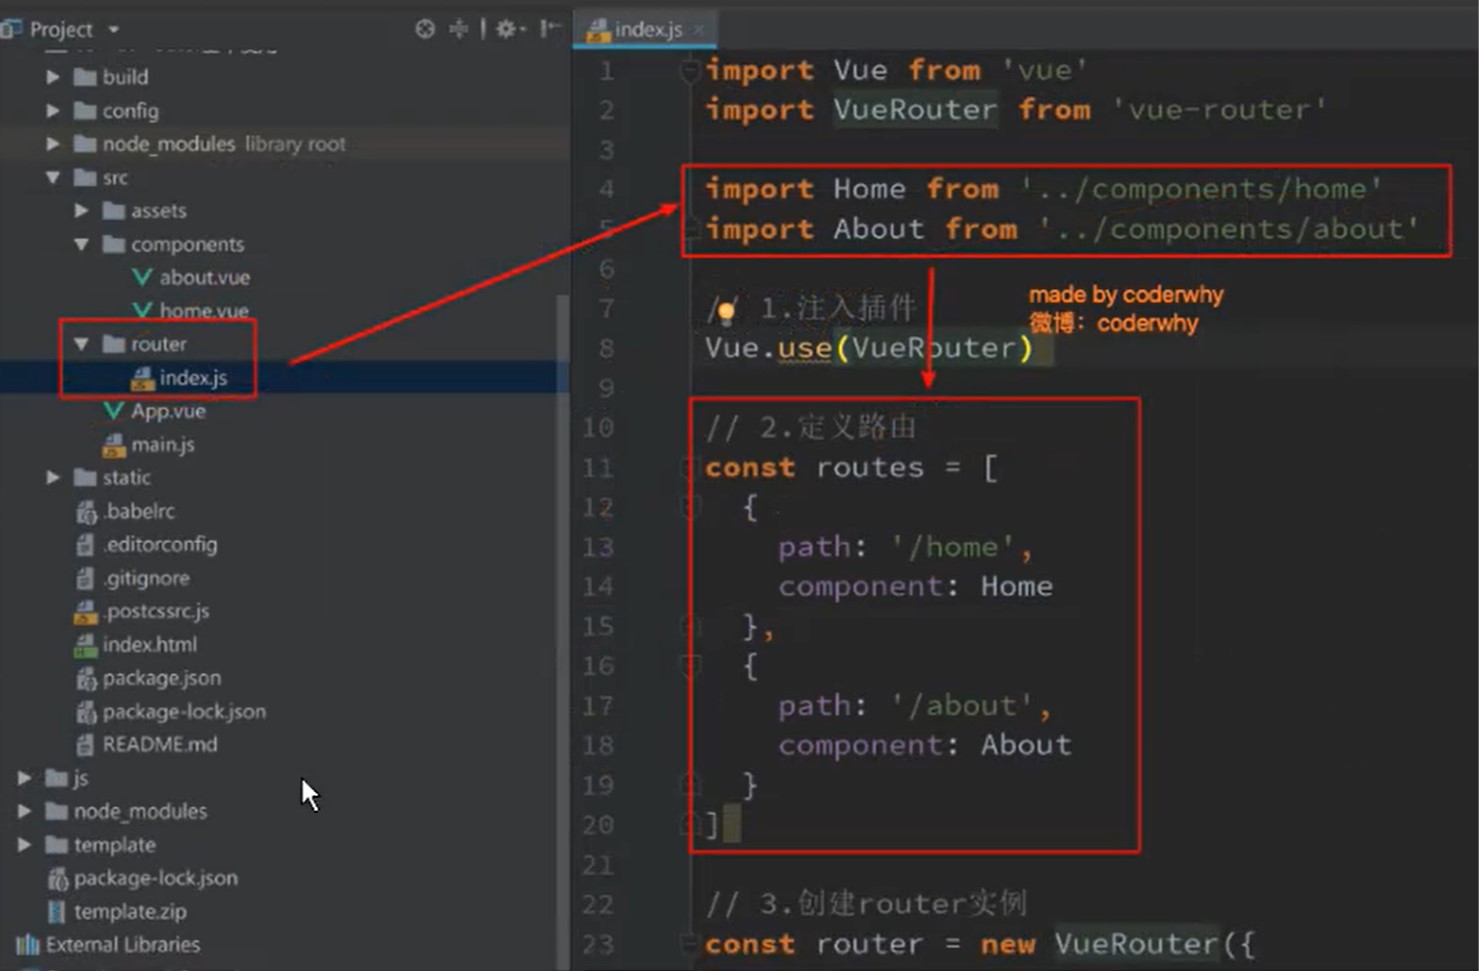 Project
build
config
node_modules library root
src
assets
components
about.vue
home.vue
router
index.js
App.vue
main.js
static
.babelrc
.editorconfig
.gitignore
.postcssrc.js
index.html
package.json
package-lock.json
README.md
js
node_modules
template
package-lock.json
template.zip
External Libraries
index.js
1 import Vue from 'vue'
2 import VueRouter from 'vue-router'
3
4 import Home from '../components/home'
5 import About from '../components/about'
6
7 // 1.注入插件
8 Vue.use(VueRouter)
9
10 // 2.定义路由
11 const routes = [
12 {
13 path: '/home',
14 component: Home
15 },
16 {
17 path: '/about',
18 component: About
19 }
20 ]
21
22 // 3.创建router实例
23 const router = new VueRouter({
made by coderwhy
微博：coderwhy